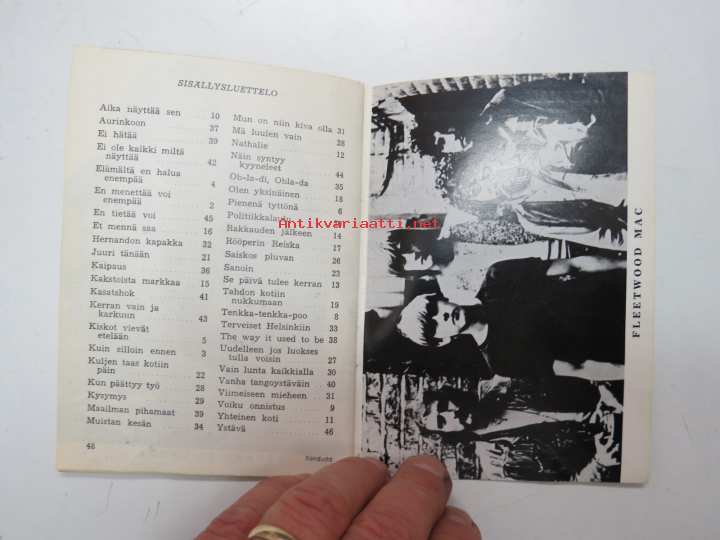 SISÄLLYSLUETTELO
Aika näyttää sen 10
Aurinkoon 37
Ei hätää 39
Ei ole kaikki miltä
näyttää 42
Elämältä en halua
enempää 4
En menettää voi
enempää 2
En tietää voi 45
Et mennä saa 16
Hernandon kapakka 32
Juuri tänään 21
Kaipaus 36
Kakstoista markkaa 15
Kasatshok 41
Kerran vain ja
karkuun 43
Kiskot vievät
etelään 5
Kuin silloin ennen 3
Kuljen taas kotiin
päin 22
Kun päättyy työ 28
Kysymys 29
Maailman pihamaat 39
Muistan kesän 34
48
Mun on niin kiva olla 31
Mä luulen vain 28
Nathalie 12
Näin syntyy
kyyneleet 44
Ob-la-di, Obla-da 35
Olen yksinäinen 18
Pienenä tyttönä 6
Politiikkalaulu 7
Rakkauden jälkeen 14
Rööperin Reiska 17
Saiskos pluvan 26
Sanoin 23
Se päivä tulee kerran 13
Tahdon kotiin
nukkumaan 19
Tenkka-tenkka-poo 8
Terveiset Helsinkiin 33
The way it used to be 38
Uudelleen jos luokses
tulla voisin 27
Vain lunta kaikkialla 30
Vanha tangoystäväin 40
Viimeiseen mieheen 31
Voiku onnistus 9
Yhteinen koti 11
Ystävä 46
FLEETWOOD MAC
Antikvariaatti.net